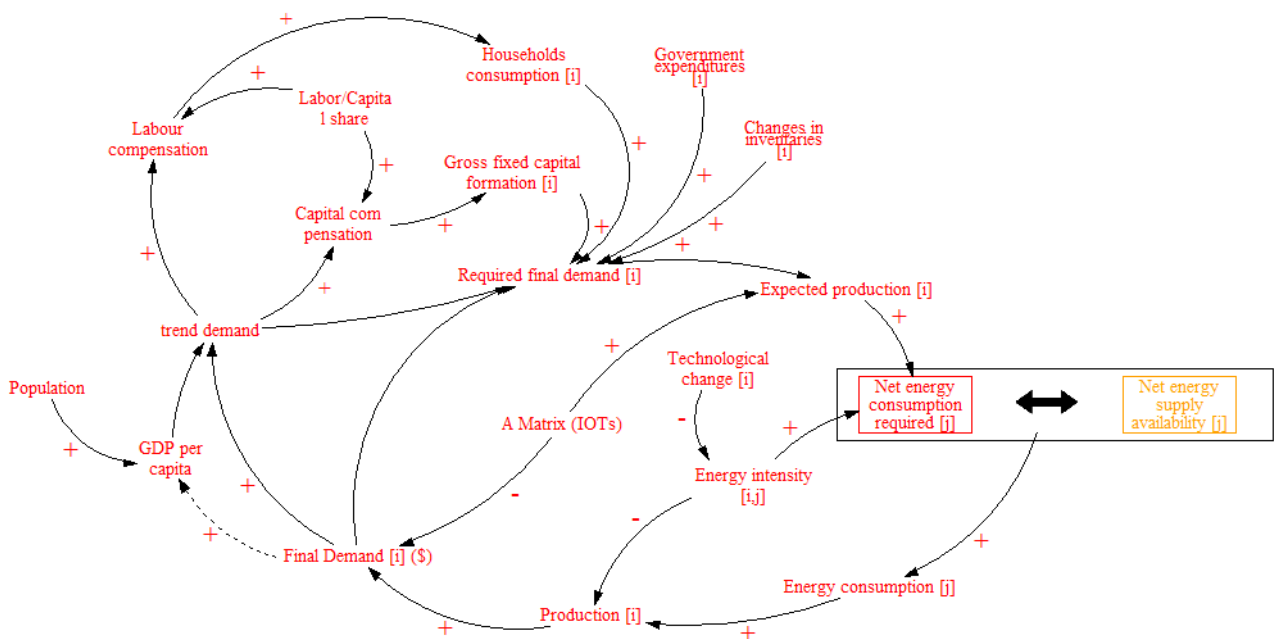 +
Households
consumption [i]
Government
expenditures
[i]
+
Labor/Capita
l share
Labour
compensation
Changes in
inventaries
[i]
+
+
Gross fixed capital
formation [i]
+
Capital com
pensation
+
+
+
+
+
Required final demand [i]
Expected production [i]
+
+
trend demand
+
Technological
change [i]
Population
Net energy
consumption
required [j]
Net energy
supply
availability [j]
-
+
A Matrix (IOTs)
+
GDP per
capita
Energy intensity
[i,j]
+
-
-
+
+
Final Demand [i] ($)
Energy consumption [j]
Production [i]
+
+